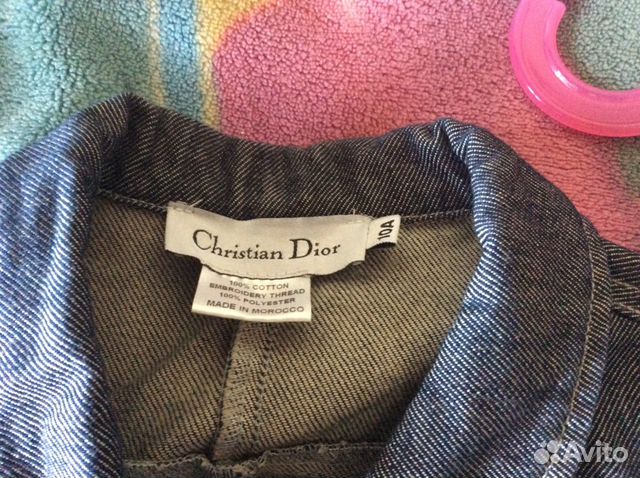 Christian Dior
10A
100% COTTON
EMBROIDERY THREAD
100% POLYESTER
MADE IN MOROCCO
Avito